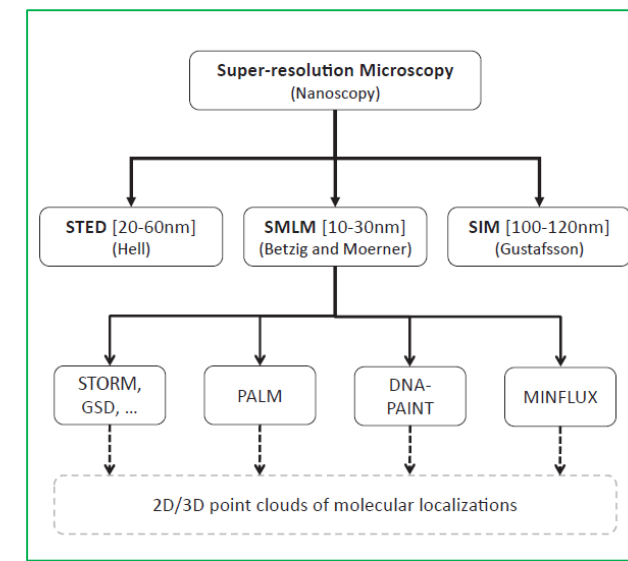 Super-resolution Microscopy
(Nanoscopy)
STED [20-60nm]
(Hell)
SMLM [10-30nm]
(Betzig and Moerner)
SIM [100-120nm]
(Gustafsson)
STORM,
GSD, ...
PALM
DNA-
PAINT
MINFLUX
2D/3D point clouds of molecular localizations